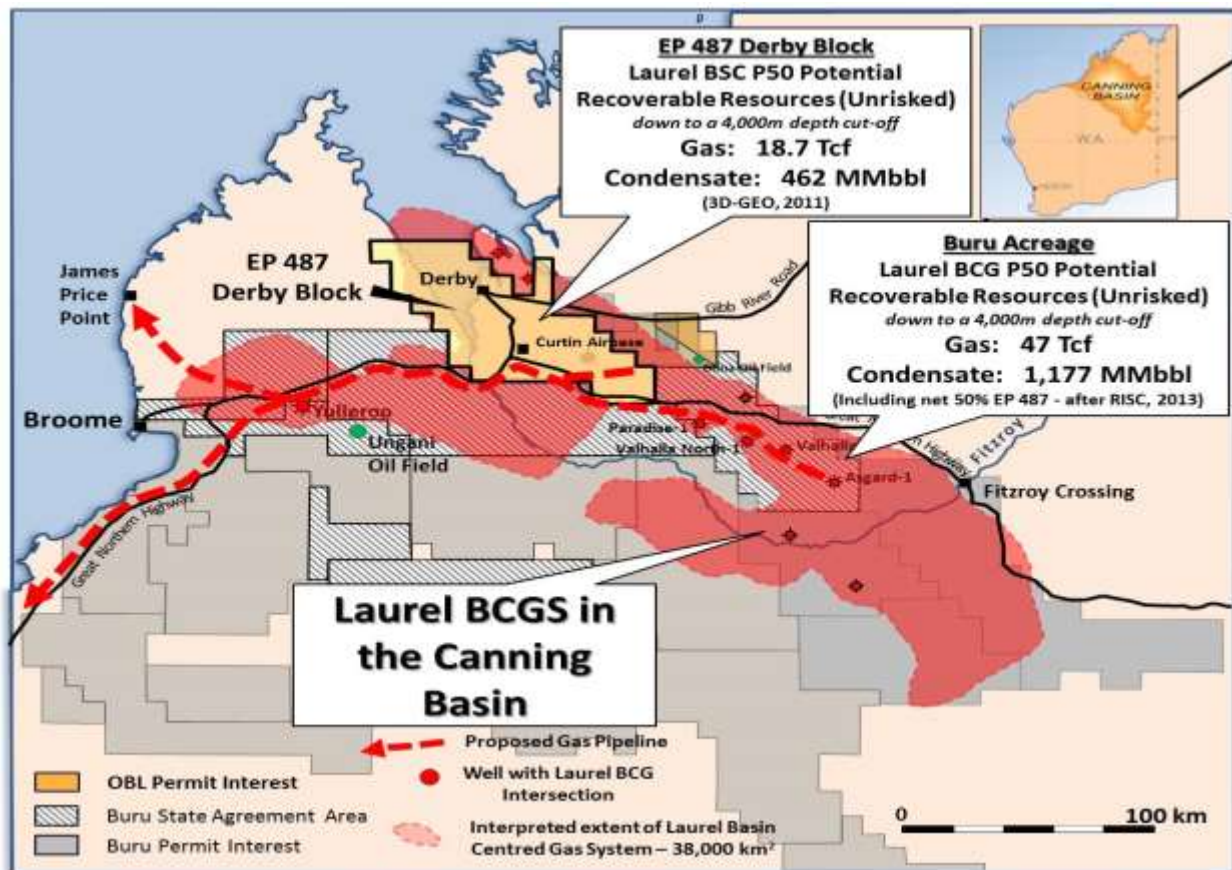 EP 487 Derby Block
Laurel BSC P50 Potential
Recoverable Resources (Unrisked)
down to a 4,000m depth cut-off
Gas: 18.7 Tcf
Condensate: 462 MMbbl
(3D-GEO, 2011)
CANNING
BASIN
W.A.
Buru Acreage
Laurel BCG P50 Potential
Recoverable Resources (Unrisked)
down to a 4,000m depth cut-off
Gas: 47 Tcf
Condensate: 1,177 MMbbl
(Including net 50% EP 487 - after RISC, 2013)
James
Price
Point
EP 487
Derby Block
Derby
Gibb River Road
Curtin Airbase
Oil Field
Broome
Yulleroo
Ungani
Oil Field
Paradise-1
Valhalla North-1
Valhalla
Asgard-1
Highway
Fitzroy
Fitzroy Crossing
Great Northern Highway
Laurel BCGS in
the Canning
Basin
Proposed Gas Pipeline
Well with Laurel BCG
Intersection
Interpreted extent of Laurel Basin
Centred Gas System – 38,000 km²
OBL Permit Interest
Buru State Agreement Area
Buru Permit Interest
0 100 km